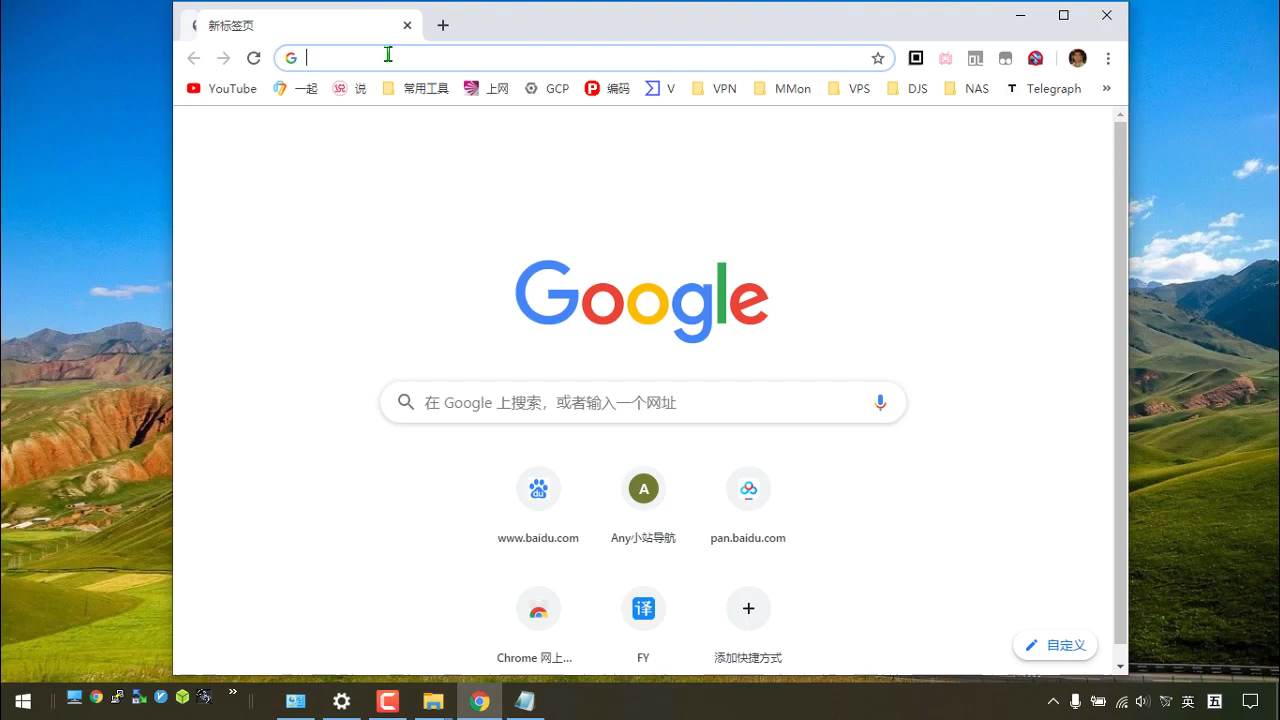 新标签页
YouTube 一起 说 常用工具 上网 GCP 编码 V VPN MMon VPS DJS NAS Telegraph »
Google
在 Google 上搜索，或者输入一个网址
www.baidu.com A Any小站导航 pan.baidu.com
Chrome 网上... 译 FY 添加快捷方式
自定义
英 五